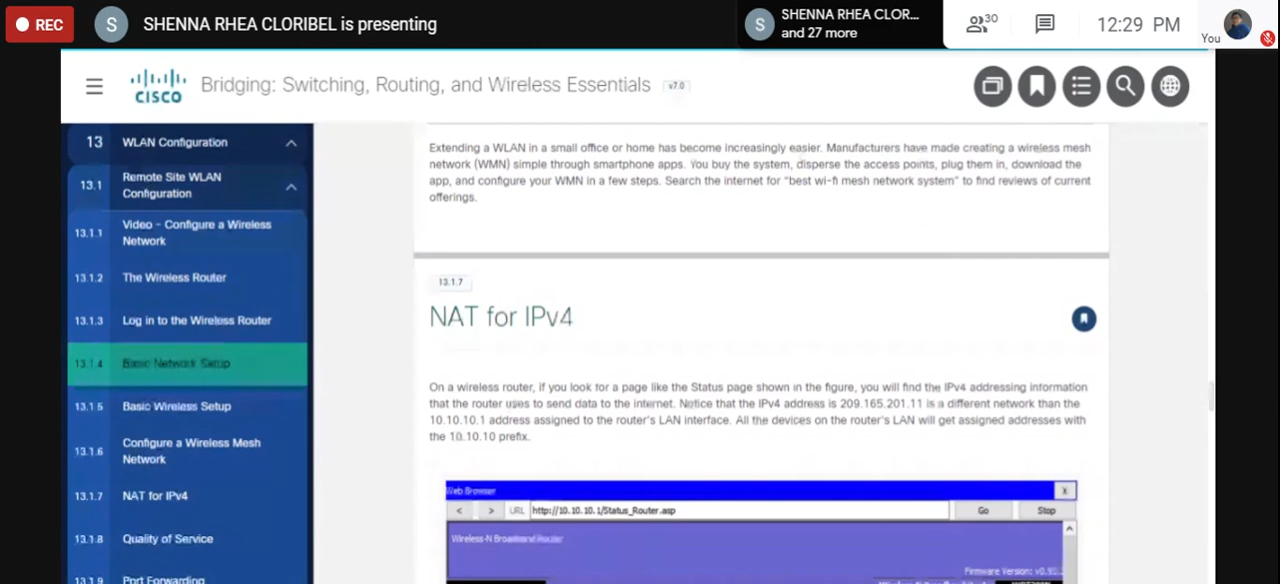 REC
S
SHENNA RHEA CLORIBEL is presenting
S
SHENNA RHEA CLOR...
and 27 more
30
12:29 PM
You
CISCO
Bridging: Switching, Routing, and Wireless Essentials
v7.0
13 WLAN Configuration
13.1 Remote Site WLAN
Configuration
13.1.1 Video - Configure a Wireless
Network
13.1.2 The Wireless Router
13.1.3 Log in to the Wireless Router
13.1.4 Basic Network Setup
13.1.5 Basic Wireless Setup
13.1.6 Configure a Wireless Mesh
Network
13.1.7 NAT for IPv4
13.1.8 Quality of Service
13.1.9 Port Forwarding
Extending a WLAN in a small office or home has become increasingly easier. Manufacturers have made creating a wireless mesh
network (WMN) simple through smartphone apps. You buy the system, disperse the access points, plug them in, download the
app, and configure your WMN in a few steps. Search the internet for "best wi-fi mesh network system" to find reviews of current
offerings.
13.1.7
NAT for IPv4
On a wireless router, if you look for a page like the Status page shown in the figure, you will find the IPv4 addressing information
that the router uses to send data to the internet. Notice that the IPv4 address is 209.165.201.11 is a different network than the
10.10.10.1 address assigned to the router's LAN interface. All the devices on the router's LAN will get assigned addresses with
the 10.10.10 prefix.
Web Browser
X
< > URL http://10.10.10.1/Status_Router.asp Go Stop
Wireless-N Broadband Router
Firmware Version: